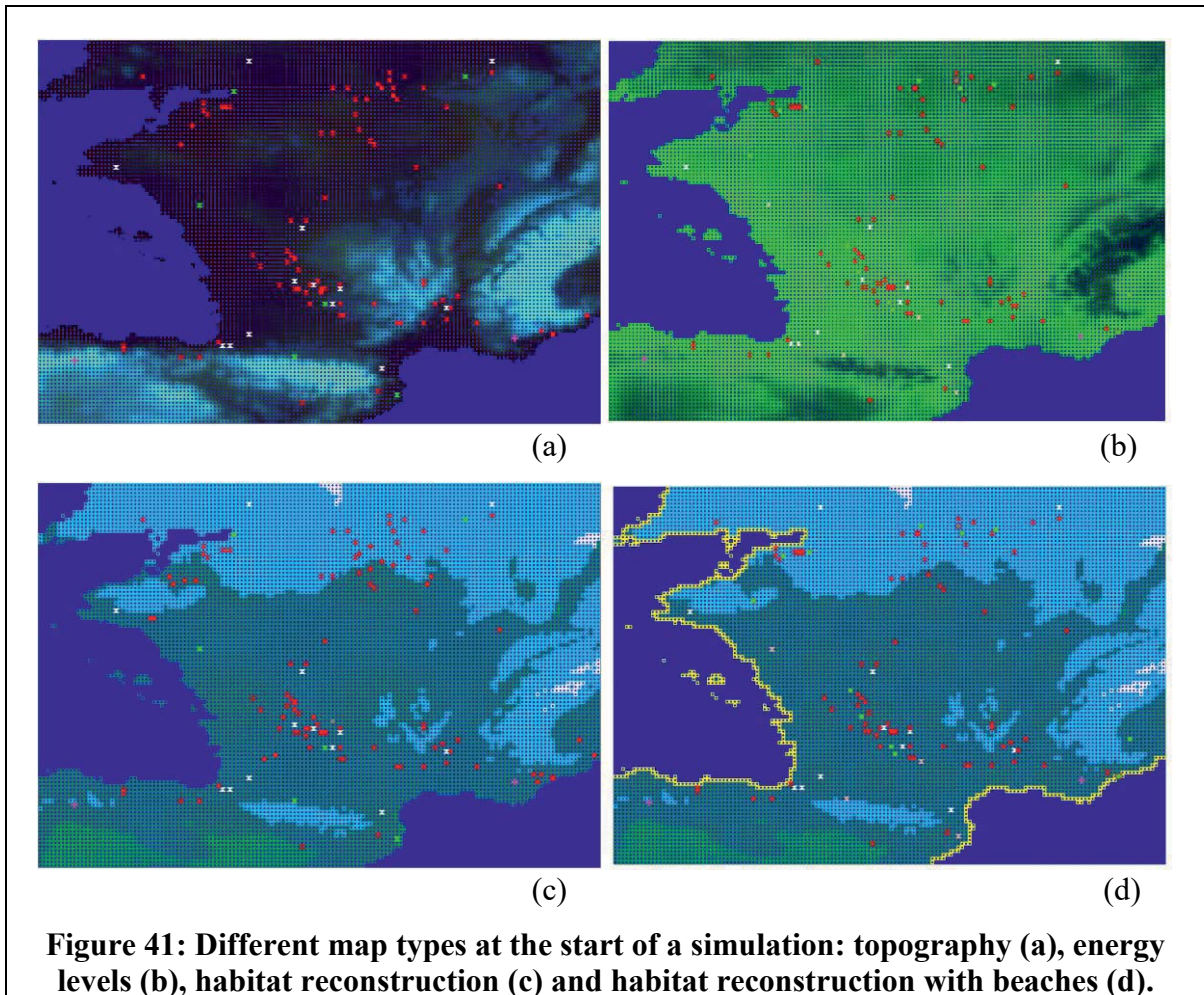 (a)
(b)
(c)
(d)
Figure 41: Different map types at the start of a simulation: topography (a), energy
levels (b), habitat reconstruction (c) and habitat reconstruction with beaches (d).